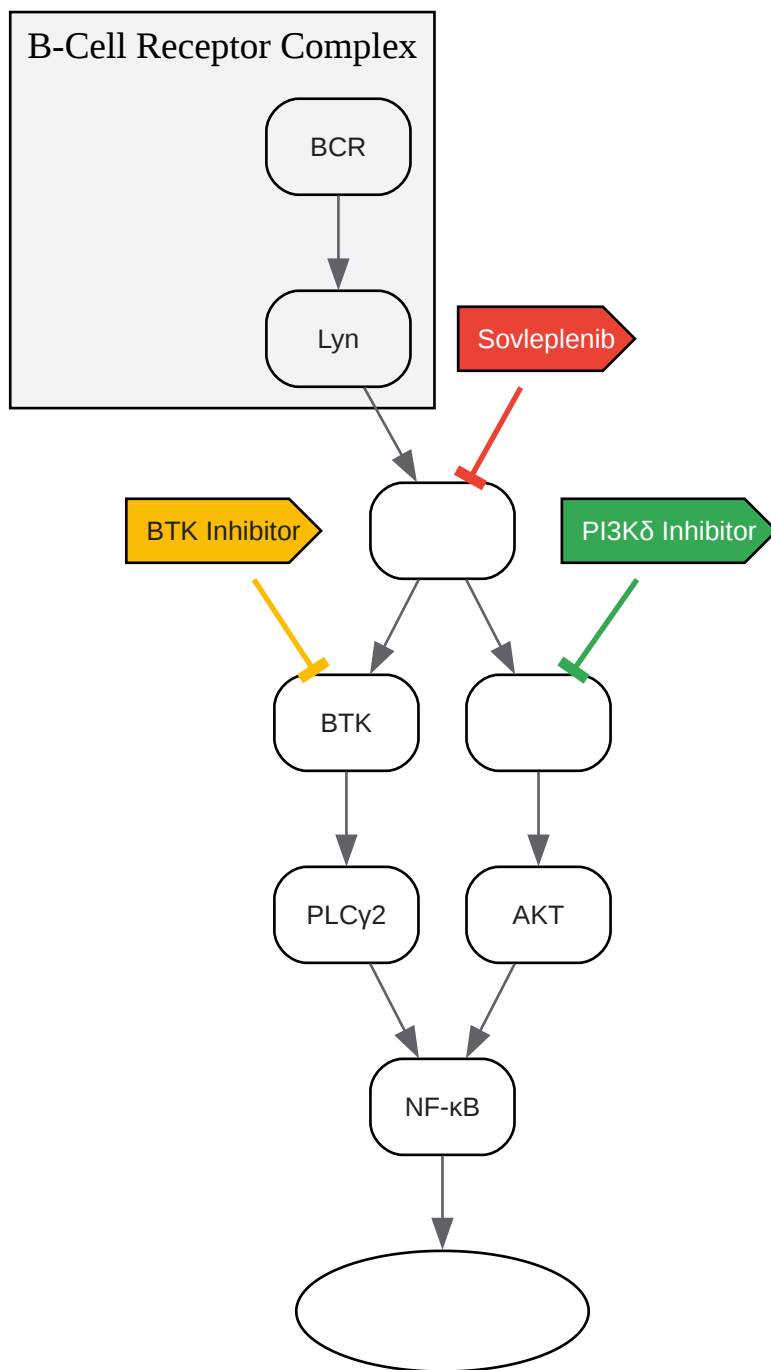 B-Cell Receptor Complex
BCR
Lyn
Sovleplenib
BTK Inhibitor
PI3Kδ Inhibitor
BTK
PLCγ2
AKT
NF-κB